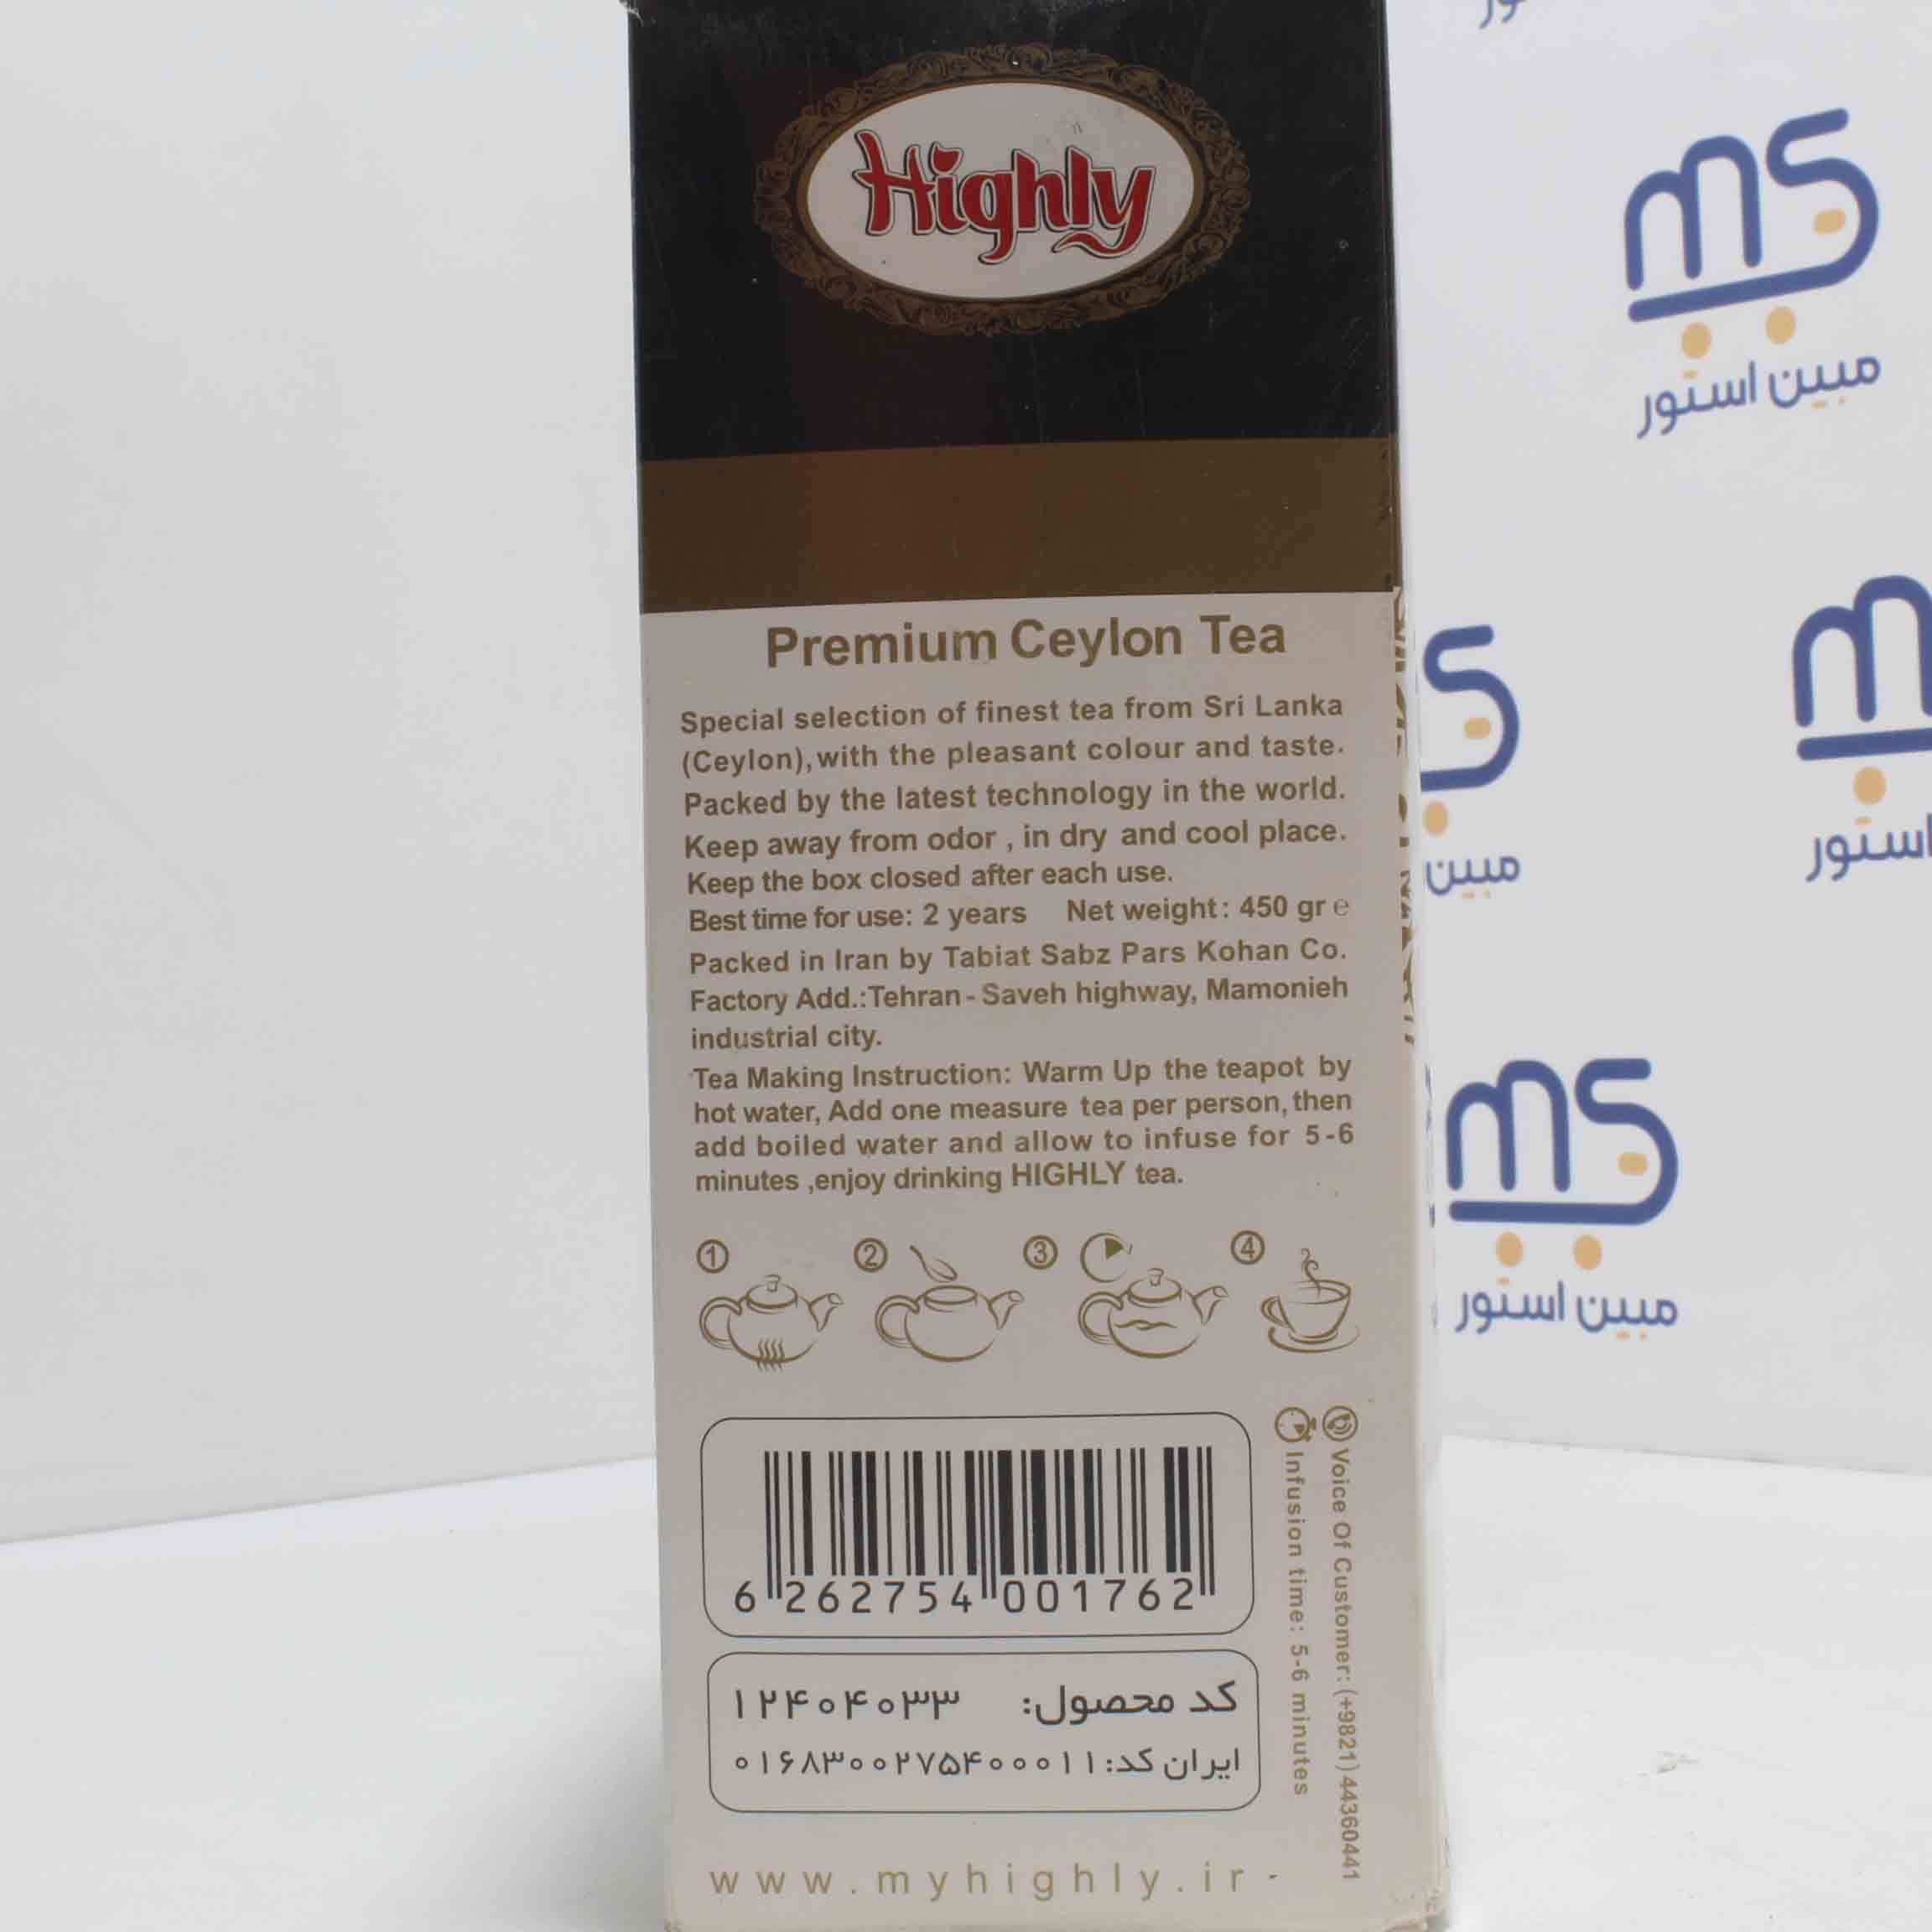 Highly
Premium Ceylon Tea
Special selection of finest tea from Sri Lanka
(Ceylon), with the pleasant colour and taste.
Packed by the latest technology in the world.
Keep away from odor , in dry and cool place.
Keep the box closed after each use.
Best time for use: 2 years Net weight: 450 gr ℮
Packed in Iran by Tabiat Sabz Pars Kohan Co.
Factory Add.:Tehran - Saveh highway, Mamonieh
industrial city.
Tea Making Instruction: Warm Up the teapot by
hot water, Add one measure tea per person, then
add boiled water and allow to infuse for 5-6
minutes ,enjoy drinking HIGHLY tea.
1 2 3 4
6 262754 001762
کد محصول: ۱۲۴۰۴۰۳۳
ایران کد: ۰۱۶۸۳۰۰۲۷۵۴۰۰۰۱۱
Voice Of Customer: (+9821) 44360441
Infusion time: 5-6 minutes
www.myhighly.ir
ms
مبین استور
استور
مبین
ms
مبین استور